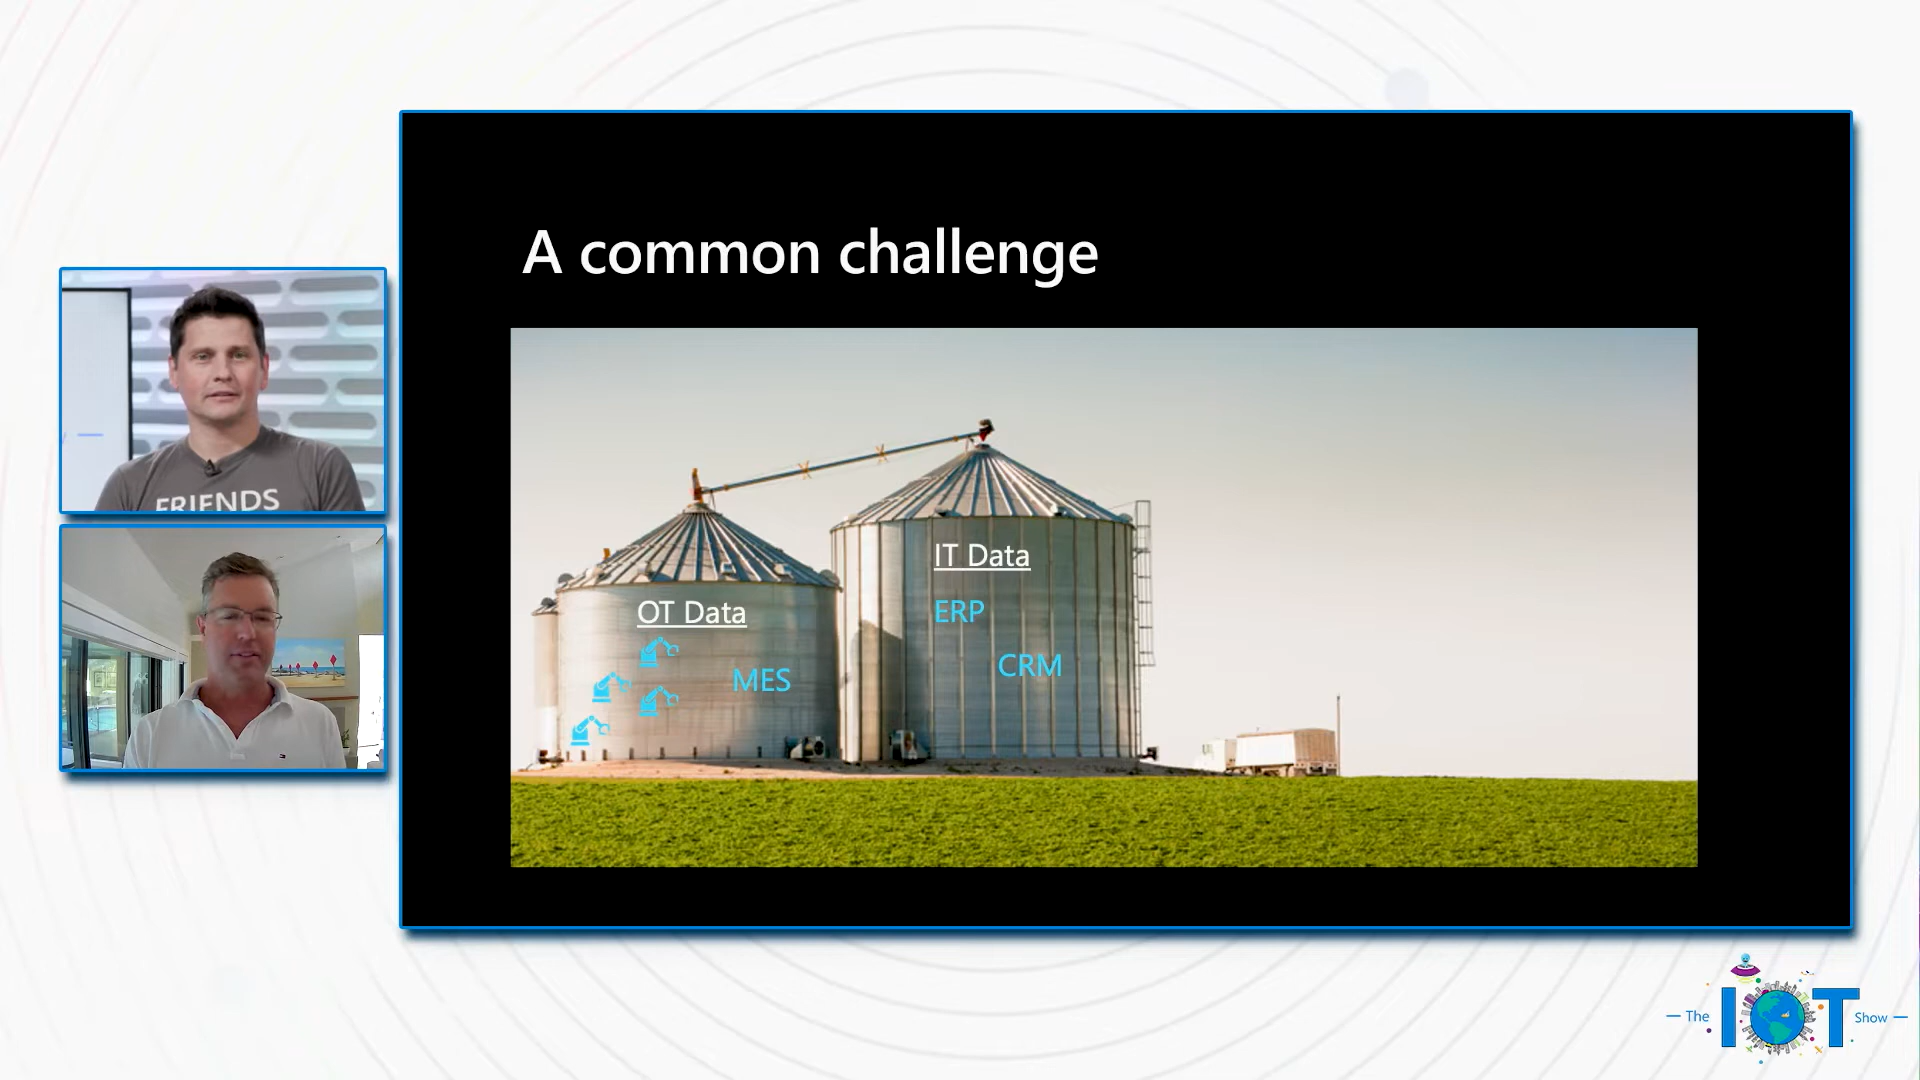 A common challenge
IT Data
ERP
CRM
OT Data
MES
FRIENDS
The IOT Show